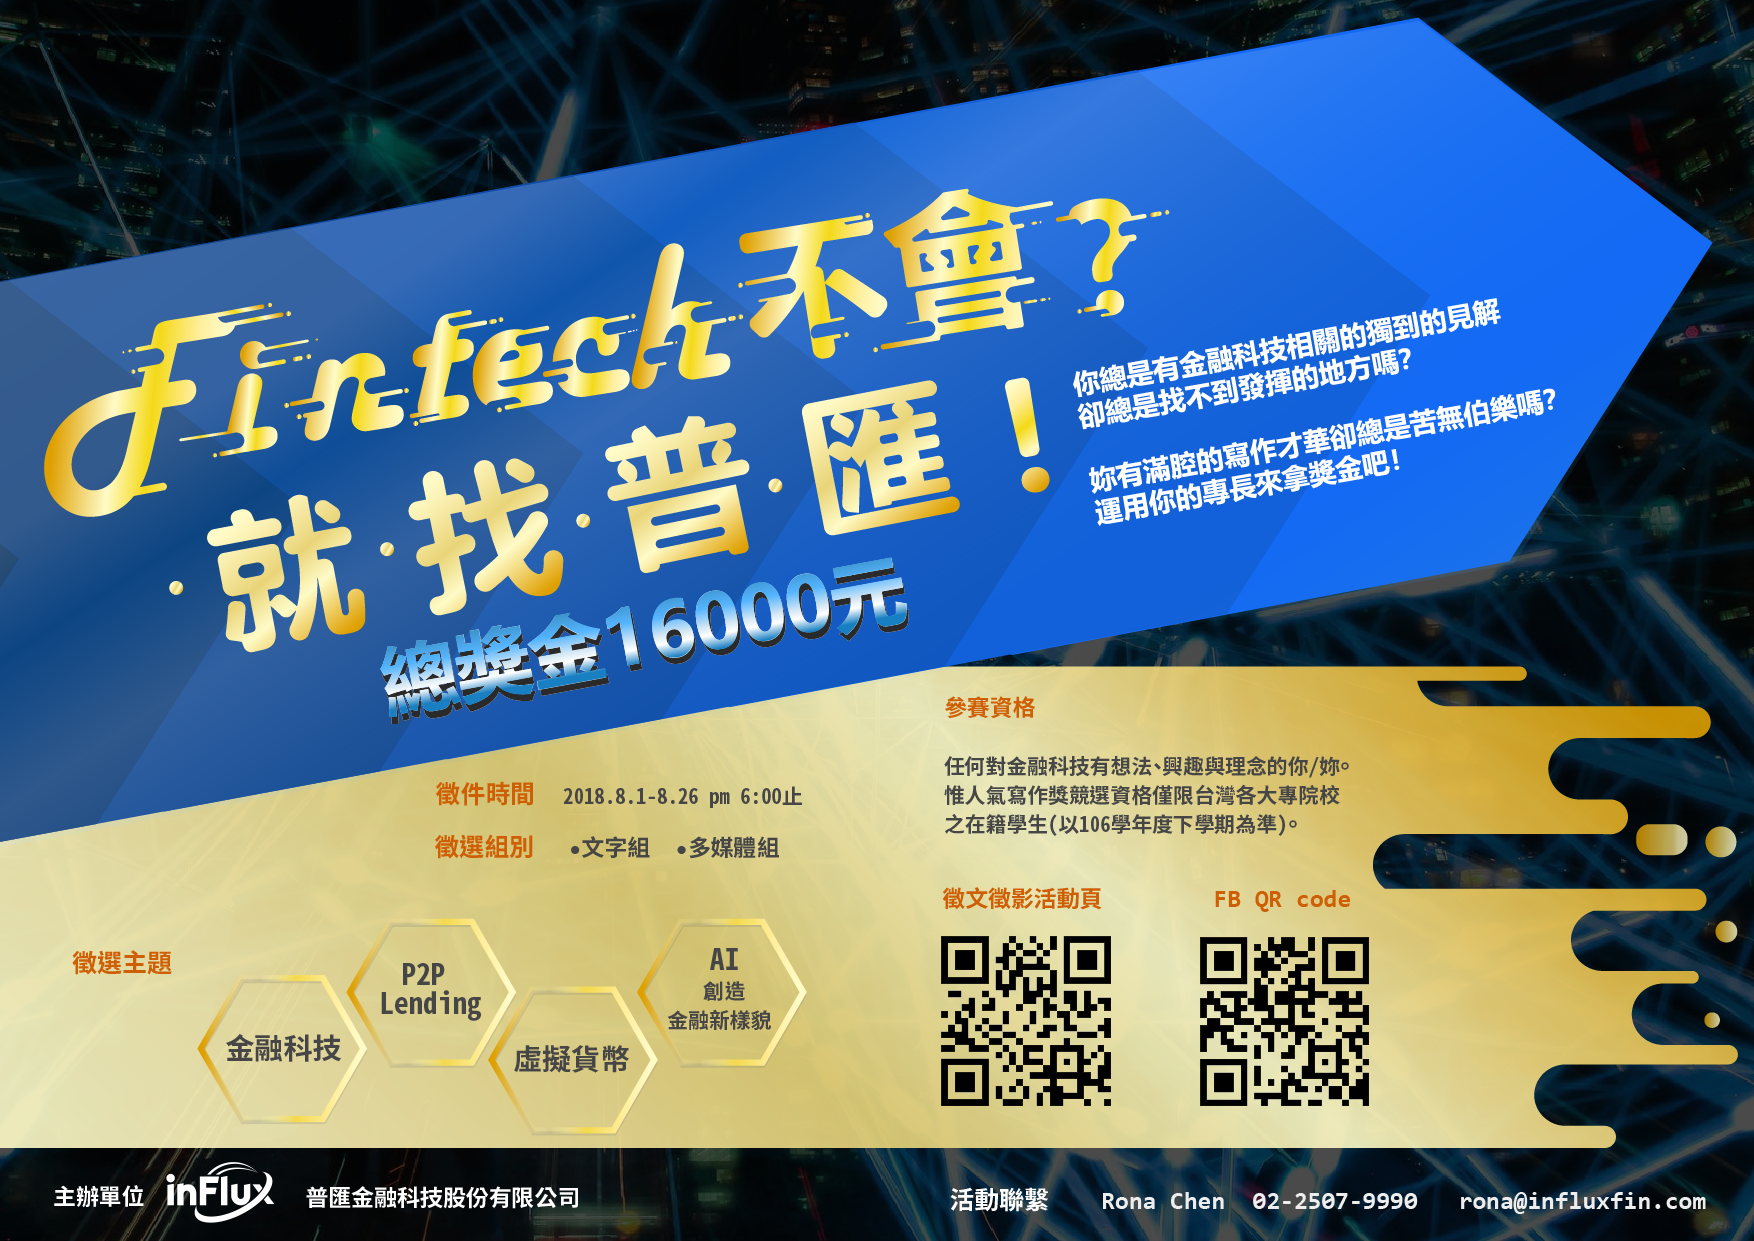 Fintech不會?
就·找·普·匯!
總獎金16000元
你總是有金融科技相關的獨到的見解
卻總是找不到發揮的地方嗎?
妳有滿腔的寫作才華卻總是苦無伯樂嗎?
運用你的專長來拿獎金吧!
徵件時間 2018.8.1-8.26 pm 6:00止
徵選組別 •文字組 •多媒體組
徵選主題
金融科技
P2P
Lending
虛擬貨幣
AI
創造
金融新樣貌
參賽資格
任何對金融科技有想法、興趣與理念的你/妳。
惟人氣寫作獎競選資格僅限台灣各大專院校
之在籍學生(以106學年度下學期為準)。
徵文徵影活動頁
FB QR code
主辦單位 inFlux 普匯金融科技股份有限公司
活動聯繫 Rona Chen 02-2507-9990 rona@influxfin.com